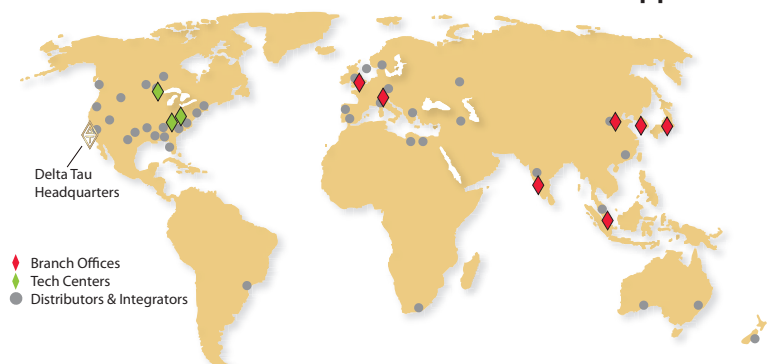 Delta Tau
Headquarters
Branch Offices
Tech Centers
Distributors & Integrators